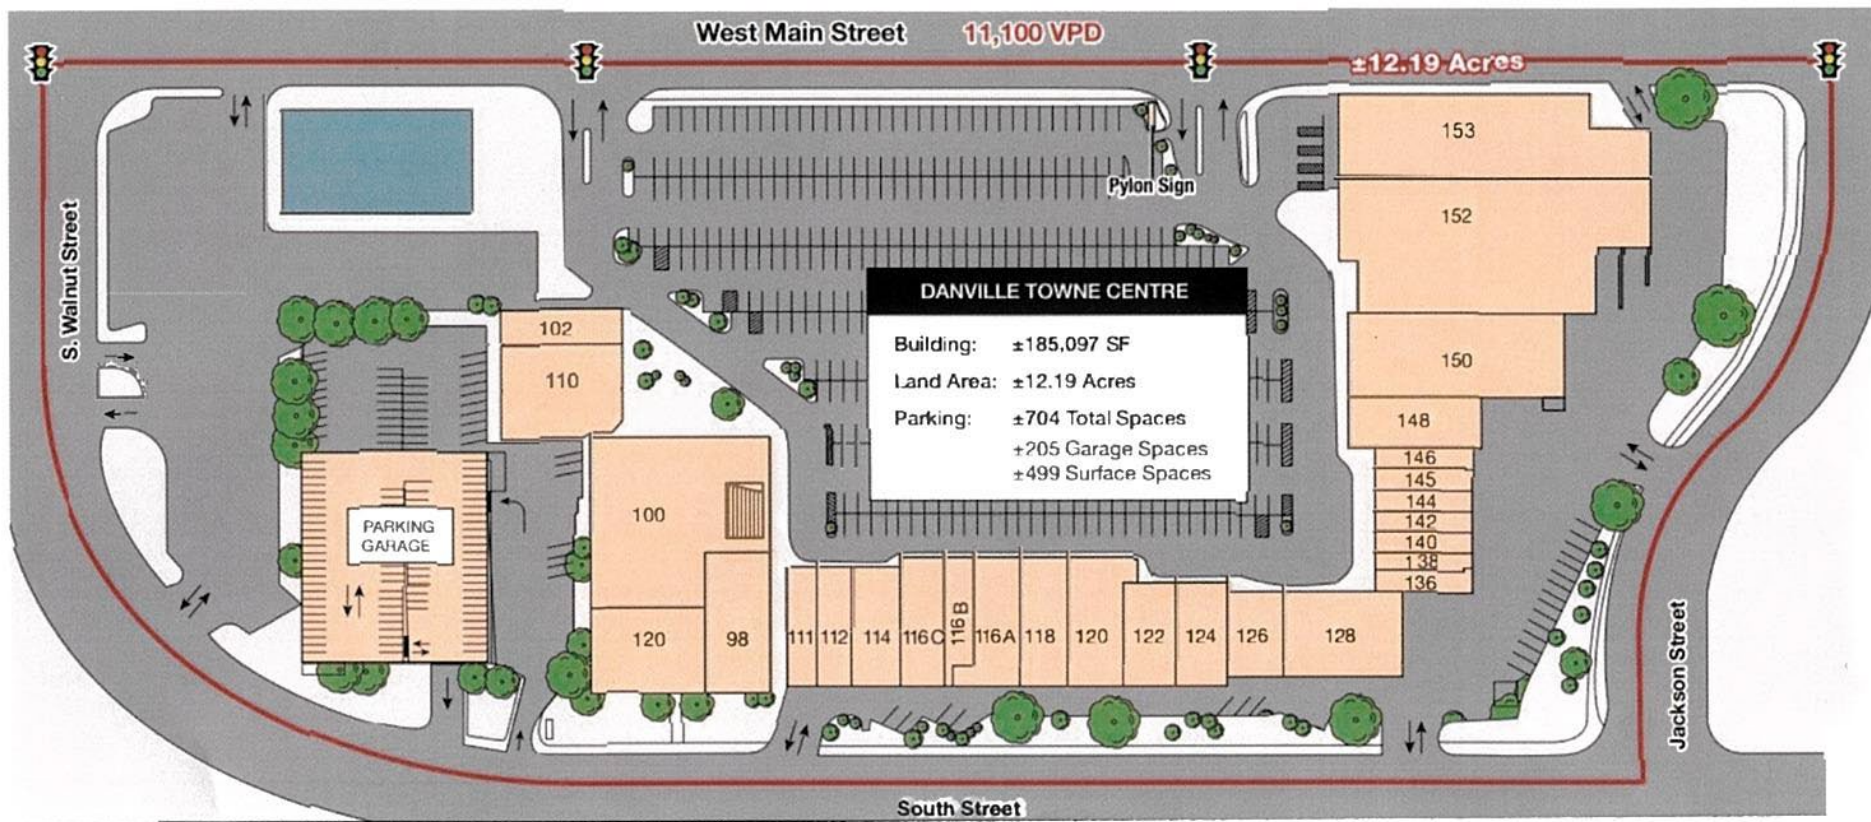 West Main Street 11,100 VPD
±12.19 Acres
S. Walnut Street
Pylon Sign
153
152
150
148
146
145
144
142
140
138
136
102
110
DANVILLE TOWNE CENTRE
Building: ±185,097 SF
Land Area: ±12.19 Acres
Parking: ±704 Total Spaces
±205 Garage Spaces
±499 Surface Spaces
PARKING
GARAGE
100
120
98
111
112
114
116C
116B
116A
118
120
122
124
126
128
Jackson Street
South Street